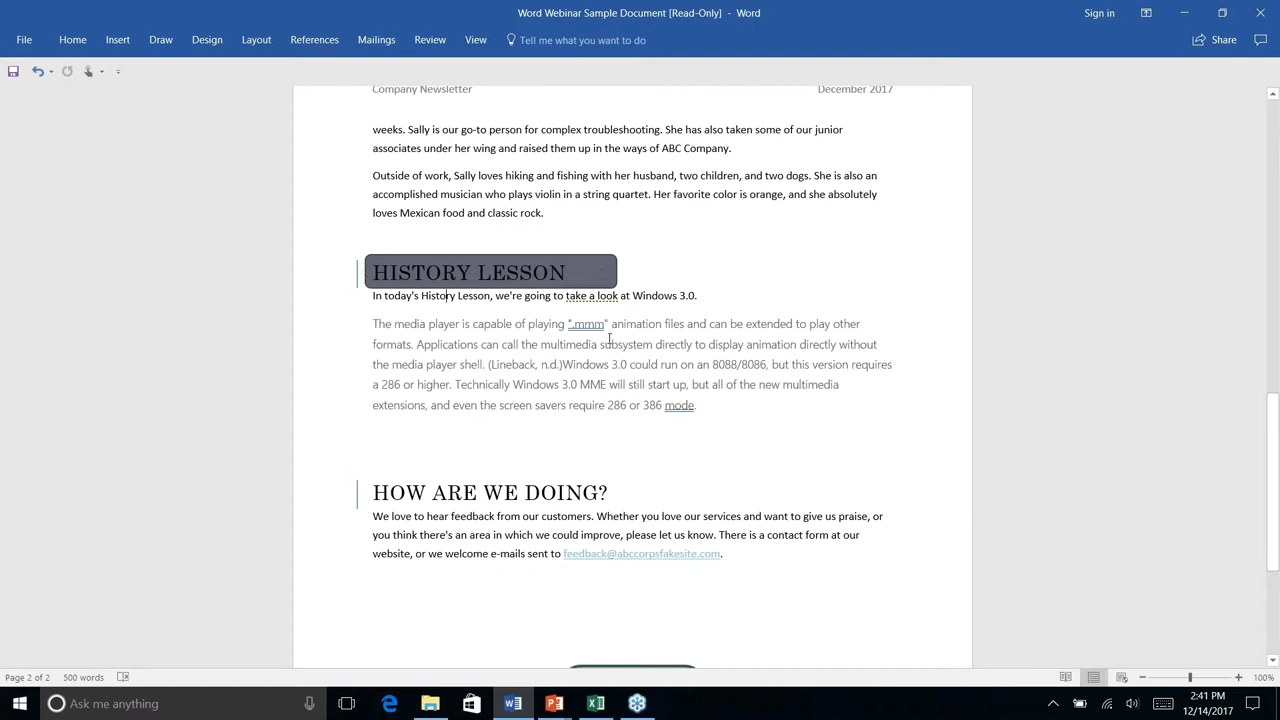 Word Webinar Sample Document [Read-Only] - Word
Sign in
File Home Insert Draw Design Layout References Mailings Review View Tell me what you want to do Share
Company Newsletter December 2017
weeks. Sally is our go-to person for complex troubleshooting. She has also taken some of our junior
associates under her wing and raised them up in the ways of ABC Company.
Outside of work, Sally loves hiking and fishing with her husband, two children, and two dogs. She is also an
accomplished musician who plays violin in a string quartet. Her favorite color is orange, and she absolutely
loves Mexican food and classic rock.
HISTORY LESSON
In today's History Lesson, we're going to take a look at Windows 3.0.
The media player is capable of playing ".mmm" animation files and can be extended to play other
formats. Applications can call the multimedia subsystem directly to display animation directly without
the media player shell. (Lineback, n.d.)Windows 3.0 could run on an 8088/8086, but this version requires
a 286 or higher. Technically Windows 3.0 MME will still start up, but all of the new multimedia
extensions, and even the screen savers require 286 or 386 mode.
HOW ARE WE DOING?
We love to hear feedback from our customers. Whether you love our services and want to give us praise, or
you think there's an area in which we could improve, please let us know. There is a contact form at our
website, or we welcome e-mails sent to feedback@abccorpsfakesite.com.
Page 2 of 2 500 words 100%
Ask me anything
2:41 PM
12/14/2017